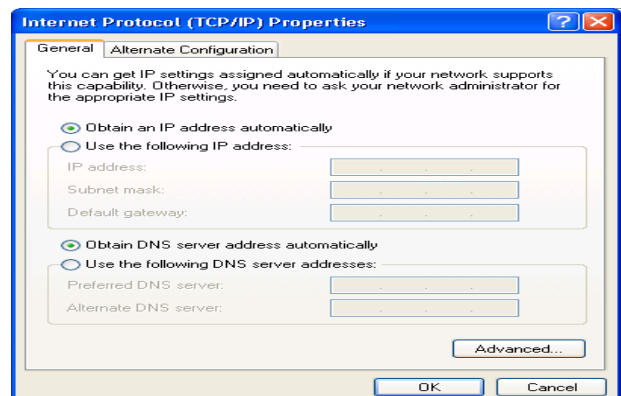 Internet Protocol (TCP/IP) Properties
General
Alternate Configuration
You can get IP settings assigned automatically if your network supports
this capability. Otherwise, you need to ask your network administrator for
the appropriate IP settings.
Obtain an IP address automatically
Use the following IP address:
IP address:
Subnet mask:
Default gateway:
Obtain DNS server address automatically
Use the following DNS server addresses:
Preferred DNS server:
Alternate DNS server:
Advanced...
OK
Cancel